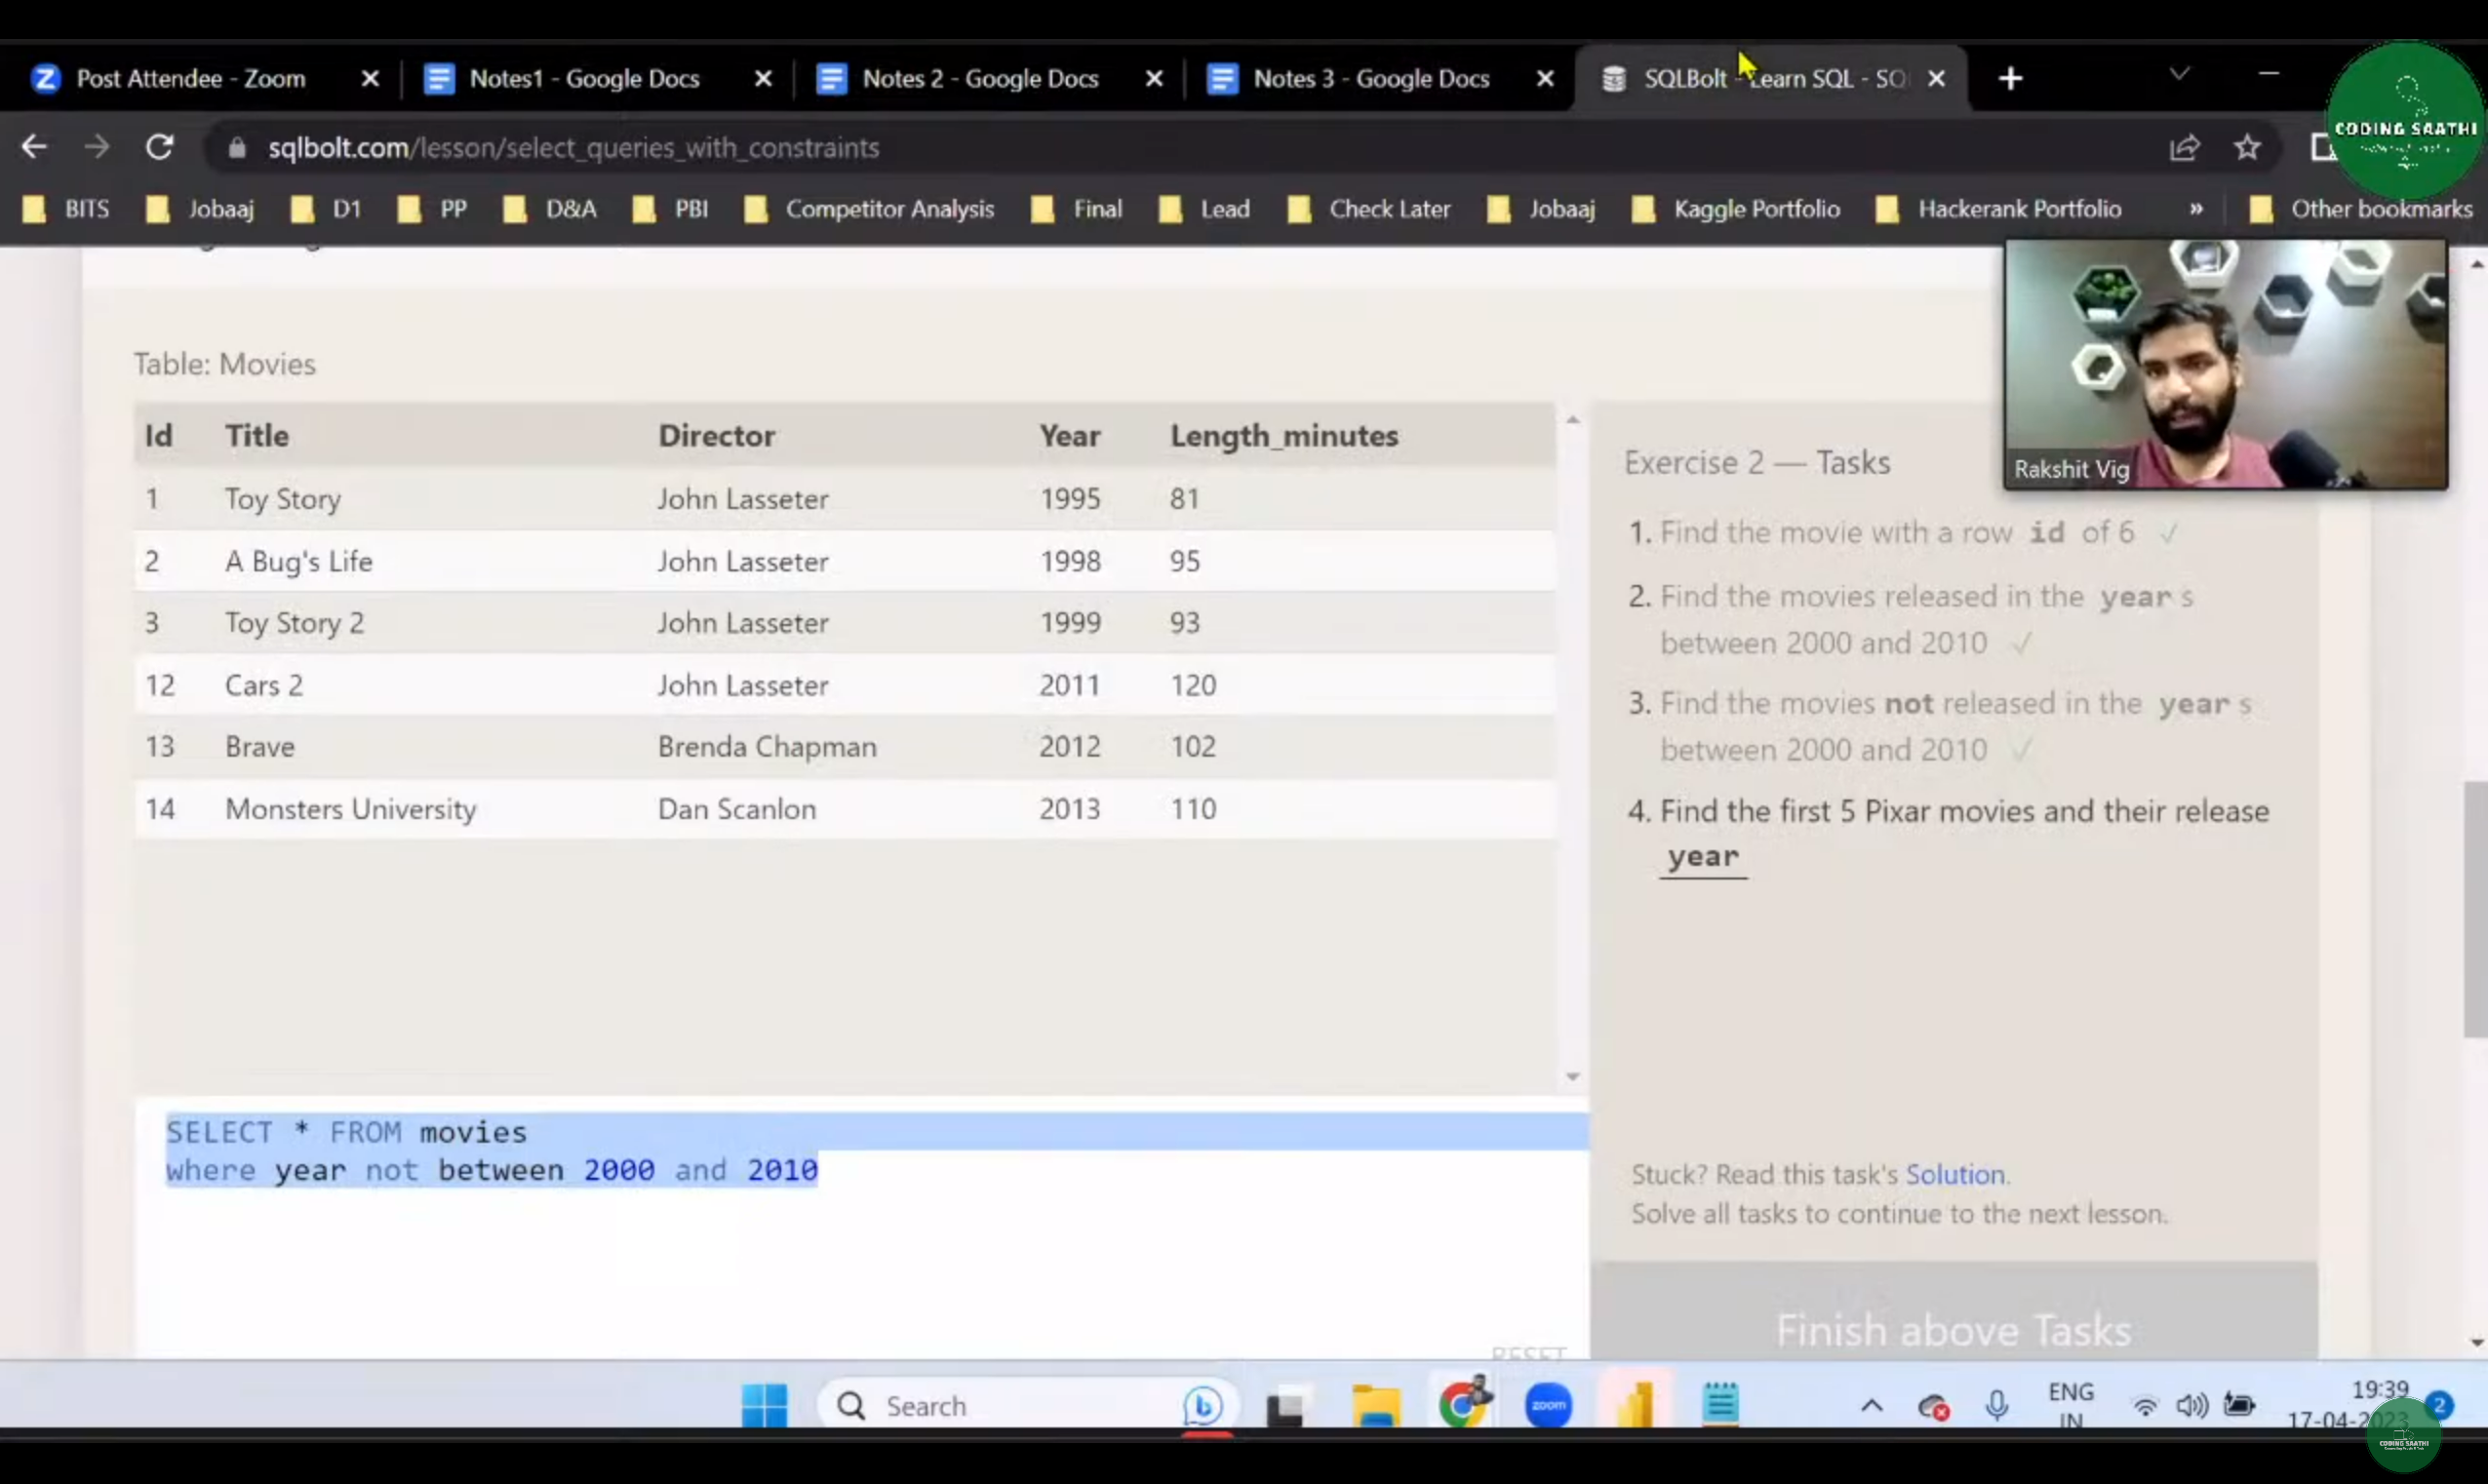 Post Attendee - Zoom
Notes1 - Google Docs
Notes 2 - Google Docs
Notes 3 - Google Docs
SQLBolt - Learn SQL - SQ
CODING SAATHI
sqlbolt.com/lesson/select_queries_with_constraints
BITS
Jobaaj
D1
PP
D&A
PBI
Competitor Analysis
Final
Lead
Check Later
Jobaaj
Kaggle Portfolio
Hackerank Portfolio
»
Other bookmarks
Rakshit Vig
Table: Movies
Id Title Director Year Length_minutes
1 Toy Story John Lasseter 1995 81
2 A Bug's Life John Lasseter 1998 95
3 Toy Story 2 John Lasseter 1999 93
12 Cars 2 John Lasseter 2011 120
13 Brave Brenda Chapman 2012 102
14 Monsters University Dan Scanlon 2013 110
Exercise 2 — Tasks
1. Find the movie with a row id of 6 ✓
2. Find the movies released in the year s
between 2000 and 2010 ✓
3. Find the movies not released in the year s
between 2000 and 2010 ✓
4. Find the first 5 Pixar movies and their release
year
SELECT * FROM movies
where year not between 2000 and 2010
RESET
Stuck? Read this task's Solution.
Solve all tasks to continue to the next lesson.
Finish above Tasks
Search
zoom
ENG
IN
19:39
17-04-2023
2
CODING SAATHI